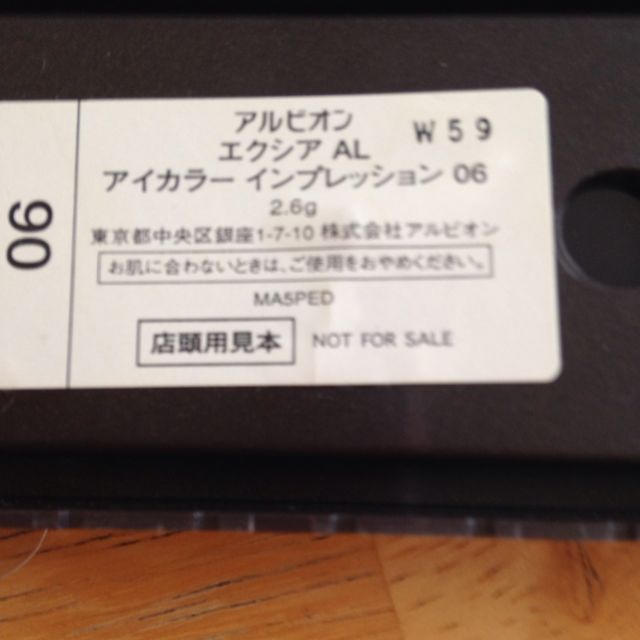 06
アルビオン
W59
エクシア AL
アイカラー インプレッション 06
2.6g
東京都中央区銀座1-7-10 株式会社アルビオン
お肌に合わないときは、ご使用をおやめください。
MA5PED
店頭用見本 NOT FOR SALE